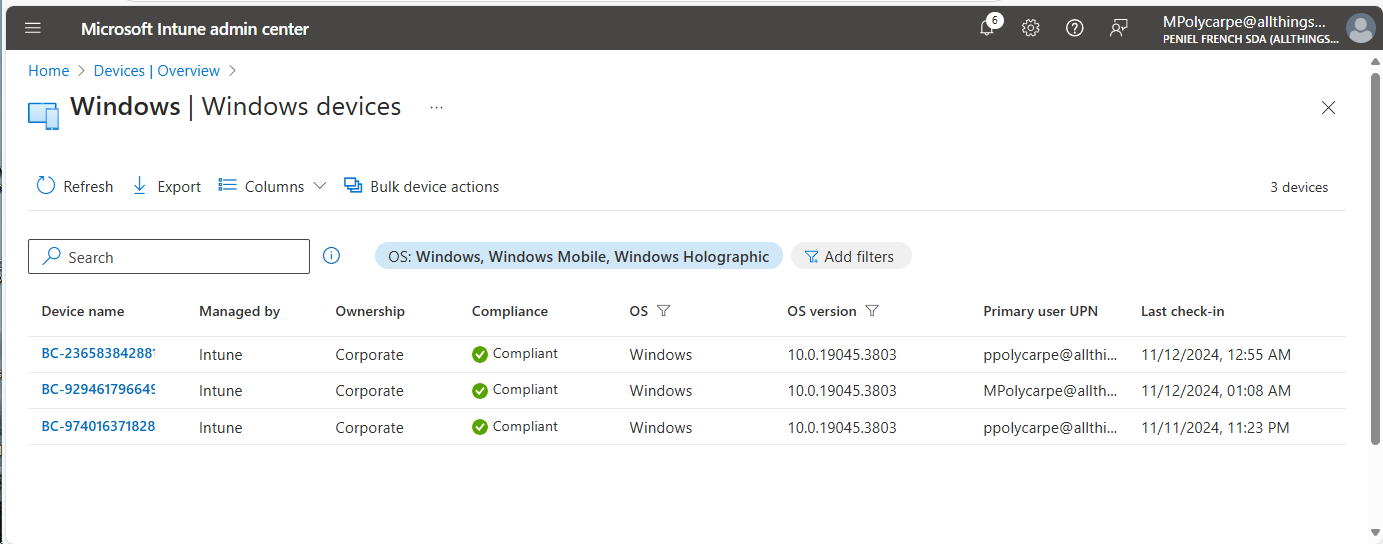 Microsoft Intune admin center
6
MPolycarpe@allthings...
PENIEL FRENCH SDA (ALLTHINGS...
Home > Devices | Overview >
Windows | Windows devices ...
Refresh Export Columns Bulk device actions 3 devices
Search OS: Windows, Windows Mobile, Windows Holographic Add filters
Device name Managed by Ownership Compliance OS OS version Primary user UPN Last check-in
BC-236583842881 Intune Corporate Compliant Windows 10.0.19045.3803 ppolycarpe@allthi... 11/12/2024, 12:55 AM
BC-929461796649 Intune Corporate Compliant Windows 10.0.19045.3803 MPolycarpe@allth... 11/12/2024, 01:08 AM
BC-974016371828 Intune Corporate Compliant Windows 10.0.19045.3803 ppolycarpe@allthi... 11/11/2024, 11:23 PM